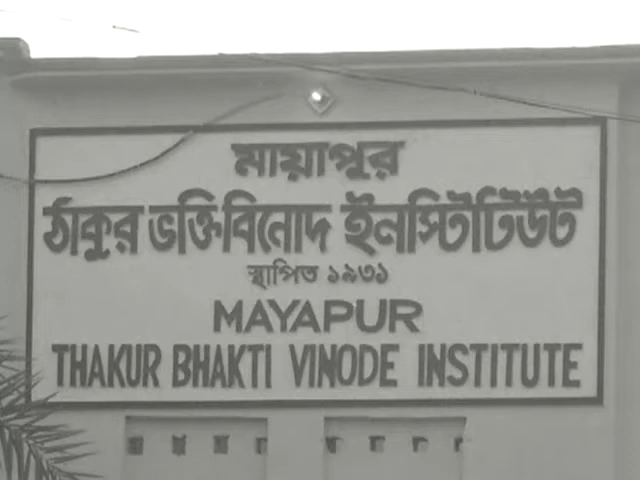 মায়াপুর
ঠাকুর ভক্তিবিনোদ ইনস্টিটিউট
স্থাপিত ১৯৩১
MAYAPUR
THAKUR BHAKTI VINODE INSTITUTE